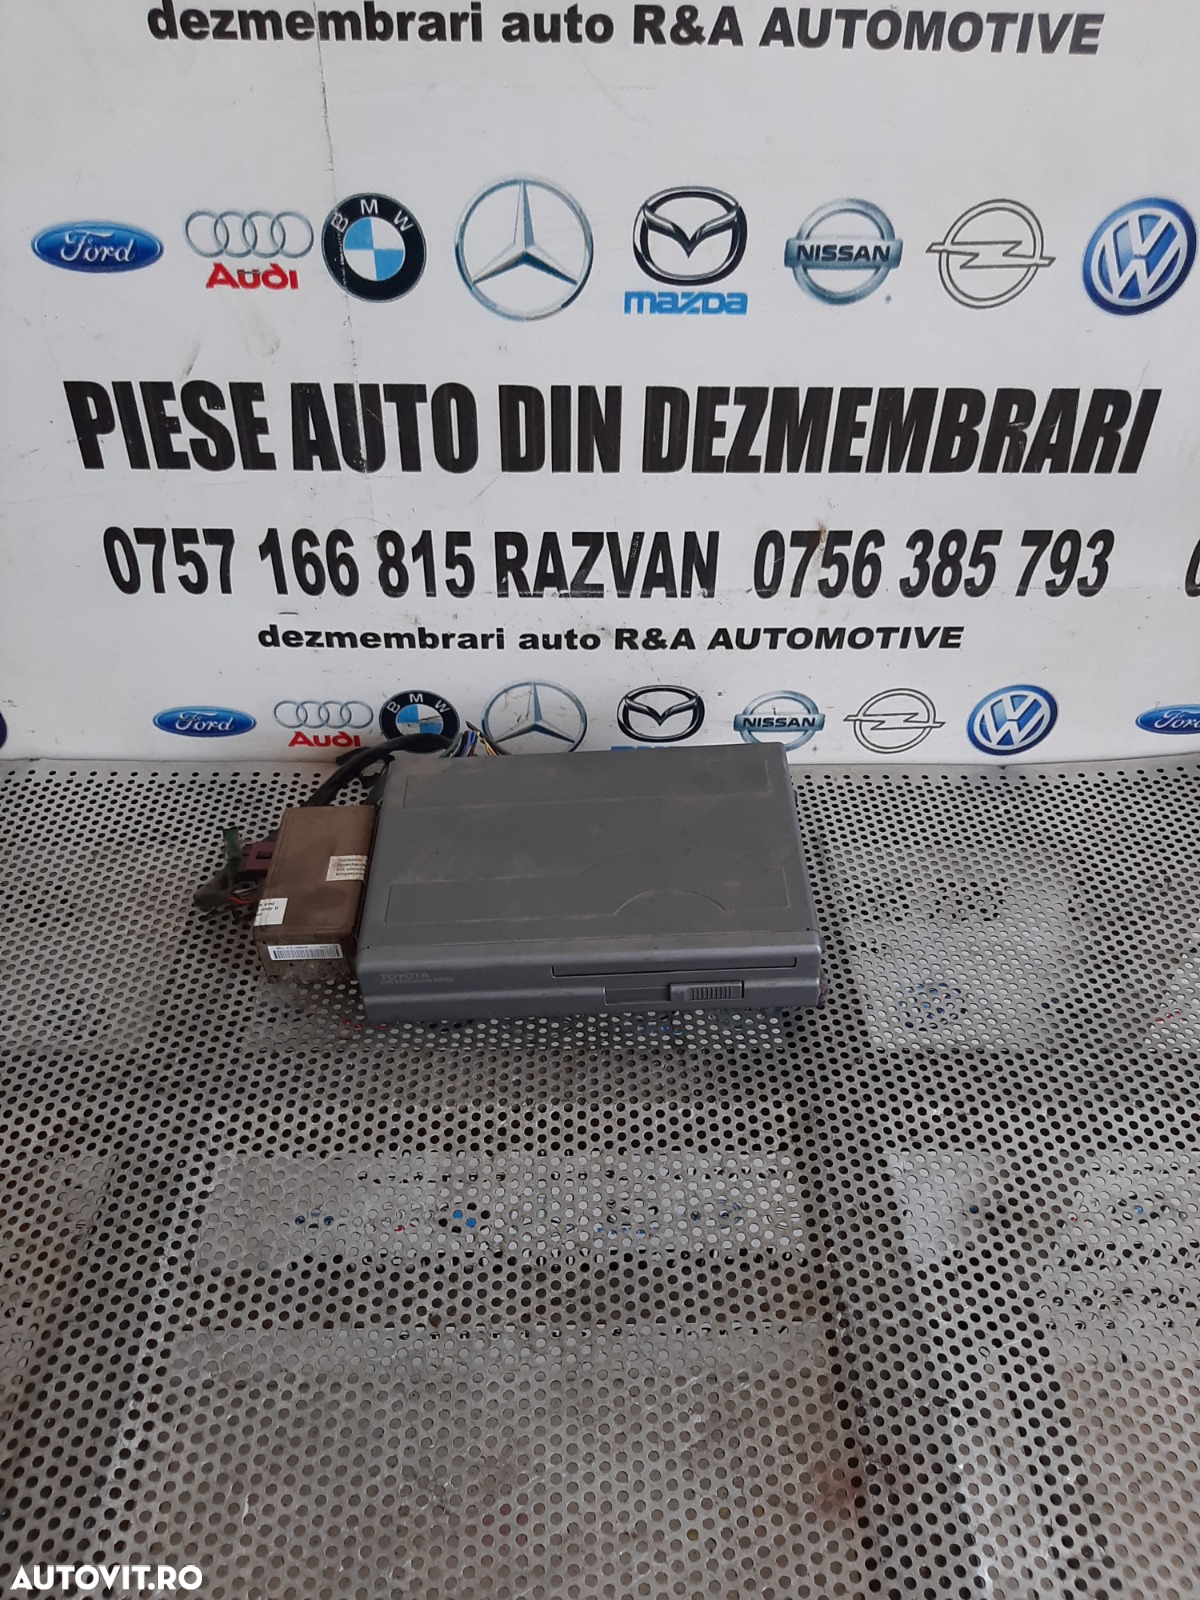 dezmembrari auto R&A AUTOMOTIVE
Ford
Audi
BMW
mazda
NISSAN
PIESE AUTO DIN DEZMEMBRARI
0757 166 815 RAZVAN 0756 385 793
dezmembrari auto R&A AUTOMOTIVE
Ford
Audi
BMW
NISSAN
Ford
TOYOTA
AUTOVIT.RO